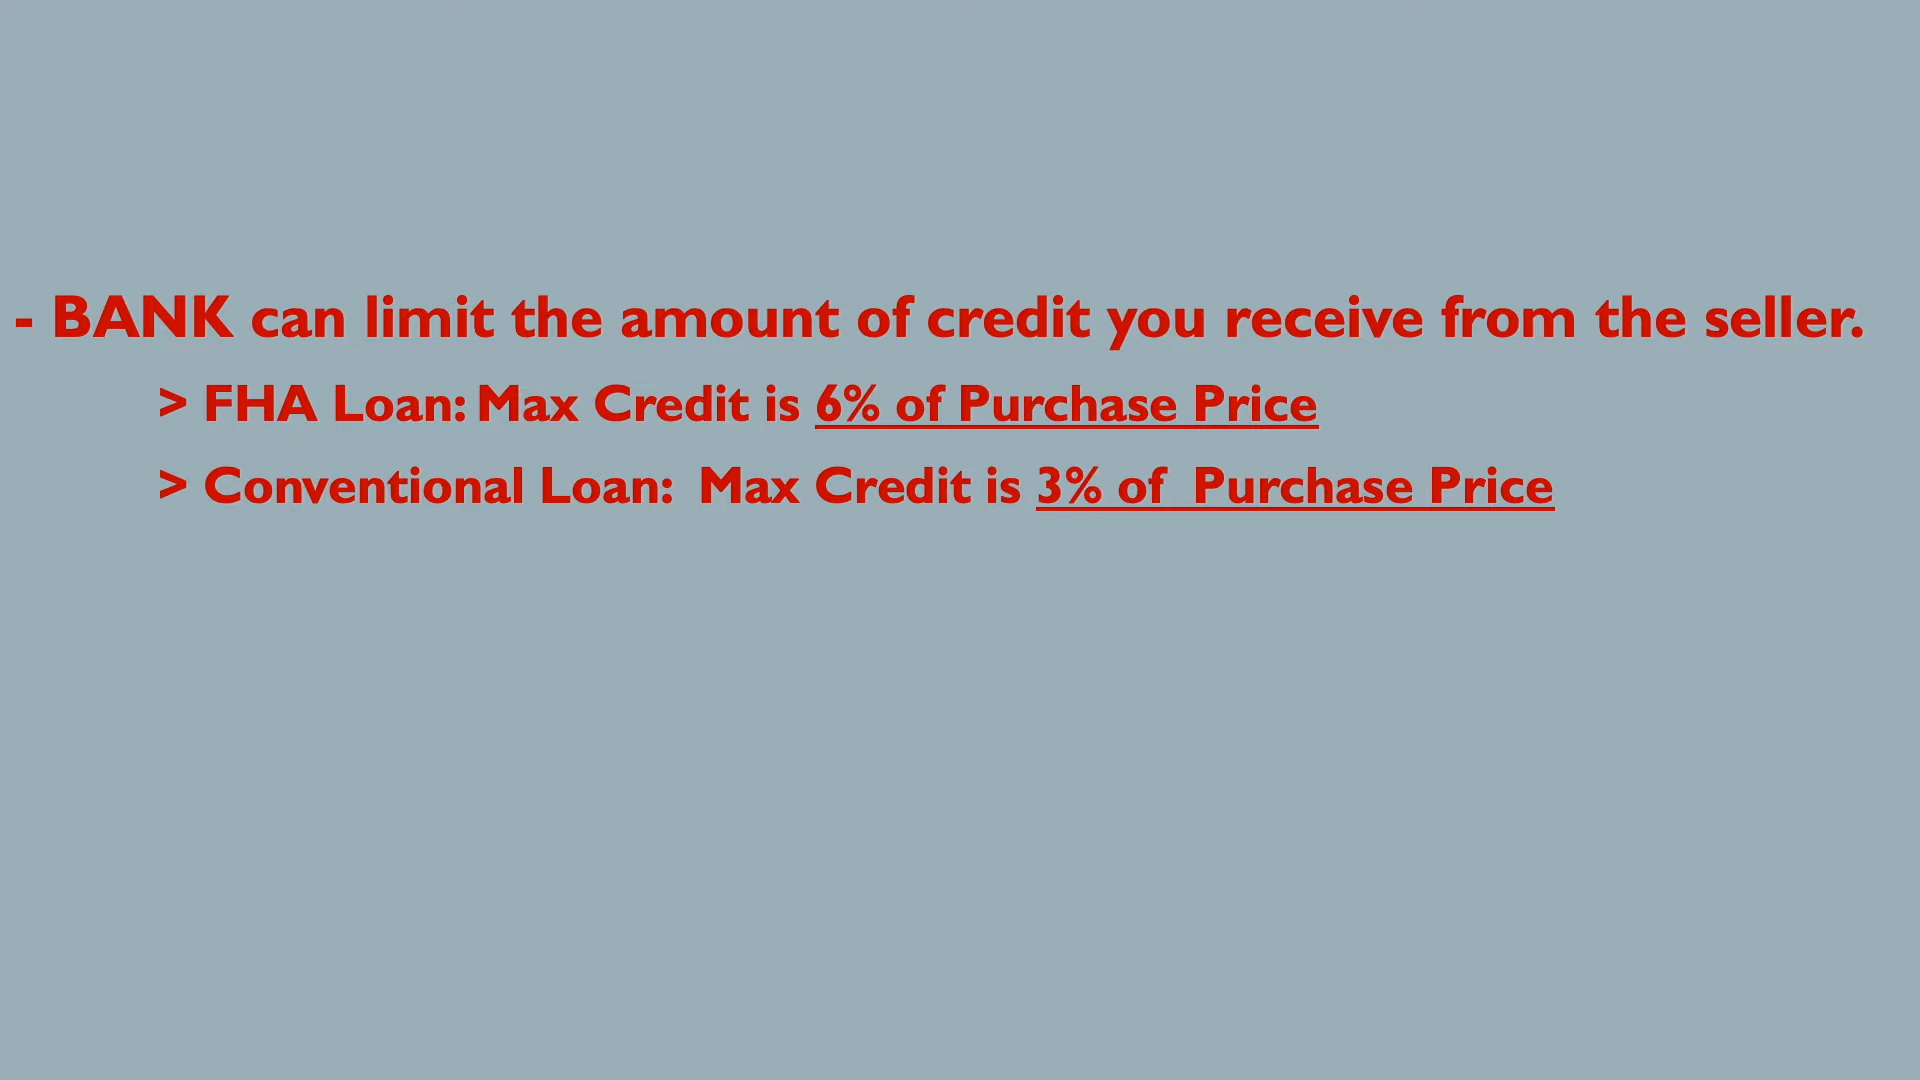 - BANK can limit the amount of credit you receive from the seller.
> FHA Loan: Max Credit is 6% of Purchase Price
> Conventional Loan:  Max Credit is 3% of  Purchase Price